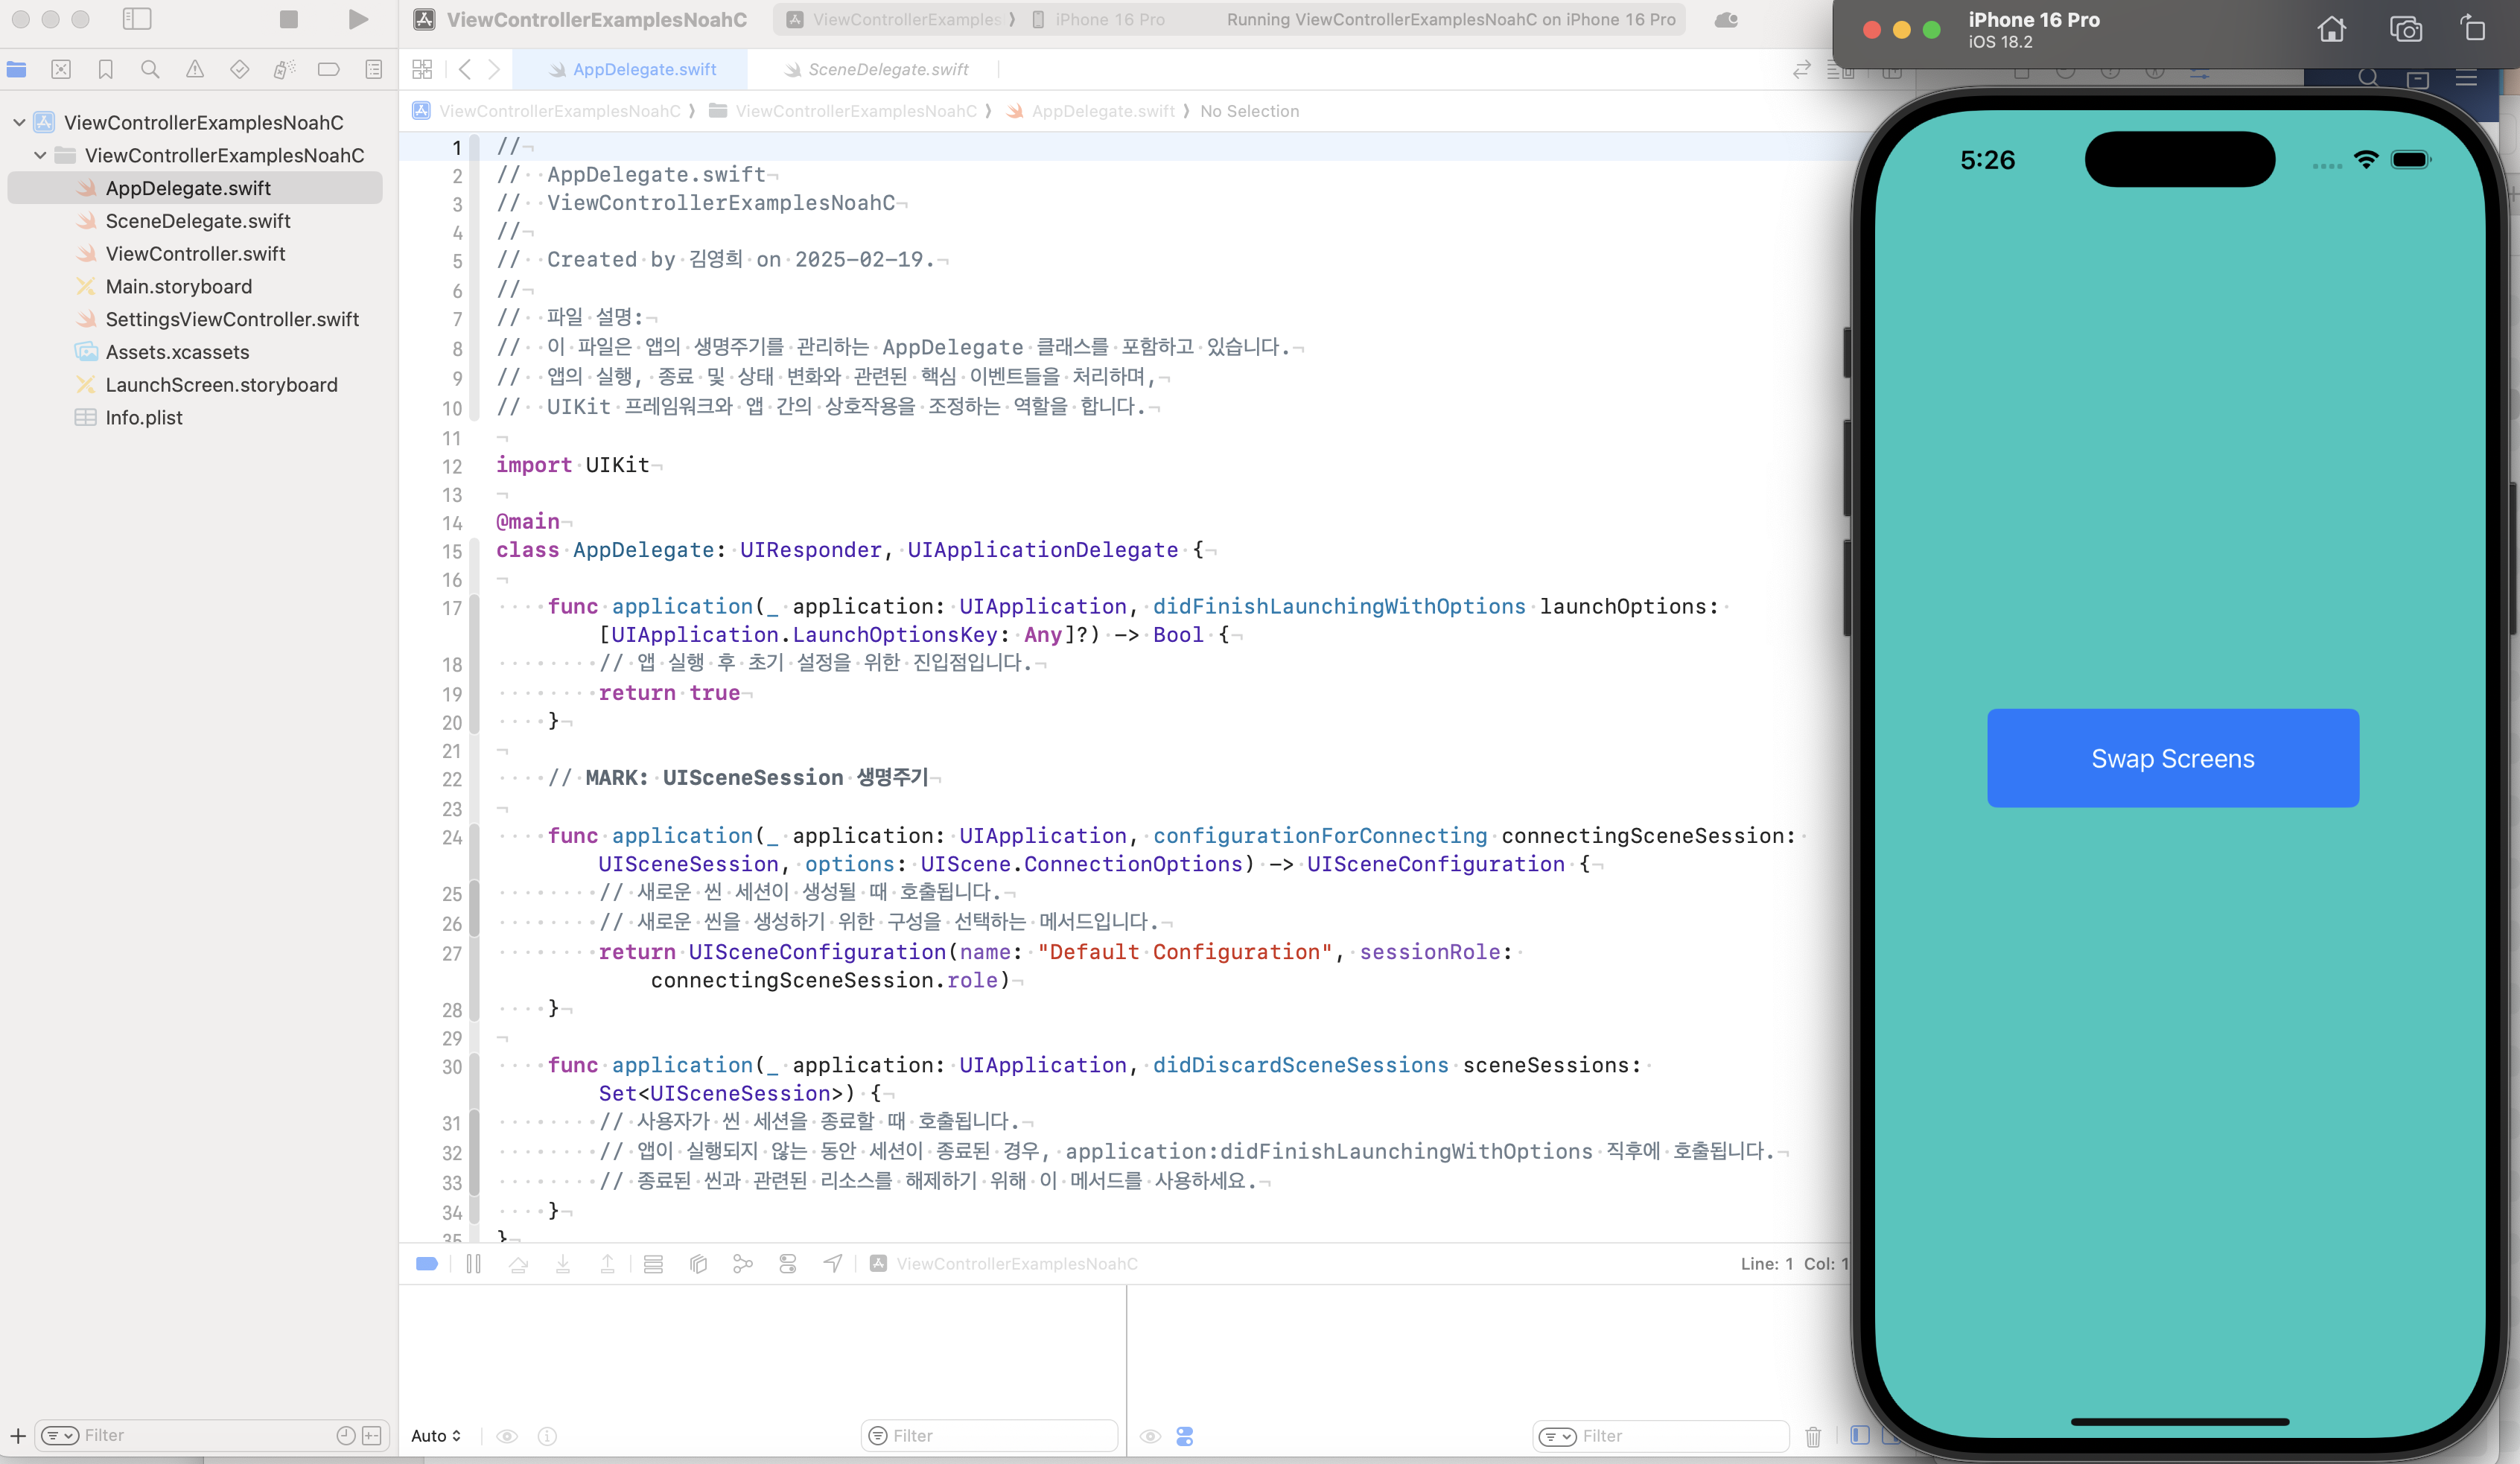 ViewControllerExamplesNoahC
ViewControllerExamples
iPhone 16 Pro
Running ViewControllerExamplesNoahC on iPhone 16 Pro
iPhone 16 Pro
iOS 18.2
AppDelegate.swift
SceneDelegate.swift
ViewControllerExamplesNoahC
ViewControllerExamplesNoahC
AppDelegate.swift
No Selection
ViewControllerExamplesNoahC
ViewControllerExamplesNoahC
AppDelegate.swift
SceneDelegate.swift
ViewController.swift
Main.storyboard
SettingsViewController.swift
Assets.xcassets
LaunchScreen.storyboard
Info.plist
1 //
2 // AppDelegate.swift
3 // ViewControllerExamplesNoahC
4 //
5 // Created by 김영희 on 2025-02-19.
6 //
7 // 파일 설명:
8 // 이 파일은 앱의 생명주기를 관리하는 AppDelegate 클래스를 포함하고 있습니다.
9 // 앱의 실행, 종료 및 상태 변화와 관련된 핵심 이벤트들을 처리하며,
10 // UIKit 프레임워크와 앱 간의 상호작용을 조정하는 역할을 합니다.
11
12 import UIKit
13
14 @main
15 class AppDelegate: UIResponder, UIApplicationDelegate {
16
17 func application(_ application: UIApplication, didFinishLaunchingWithOptions launchOptions:
[UIApplication.LaunchOptionsKey: Any]?) -> Bool {
18 // 앱 실행 후 초기 설정을 위한 진입점입니다.
19 return true
20 }
21
22 // MARK: UISceneSession 생명주기
23
24 func application(_ application: UIApplication, configurationForConnecting connectingSceneSession:
UISceneSession, options: UIScene.ConnectionOptions) -> UISceneConfiguration {
25 // 새로운 씬 세션이 생성될 때 호출됩니다.
26 // 새로운 씬을 생성하기 위한 구성을 선택하는 메서드입니다.
27 return UISceneConfiguration(name: "Default Configuration", sessionRole:
connectingSceneSession.role)
28 }
29
30 func application(_ application: UIApplication, didDiscardSceneSessions sceneSessions:
Set<UISceneSession>) {
31 // 사용자가 씬 세션을 종료할 때 호출됩니다.
32 // 앱이 실행되지 않는 동안 세션이 종료된 경우, application:didFinishLaunchingWithOptions 직후에 호출됩니다.
33 // 종료된 씬과 관련된 리소스를 해제하기 위해 이 메서드를 사용하세요.
34 }
35 }
5:26
Swap Screens
ViewControllerExamplesNoahC
Line: 1 Col: 1
Filter
Auto
Filter
Filter